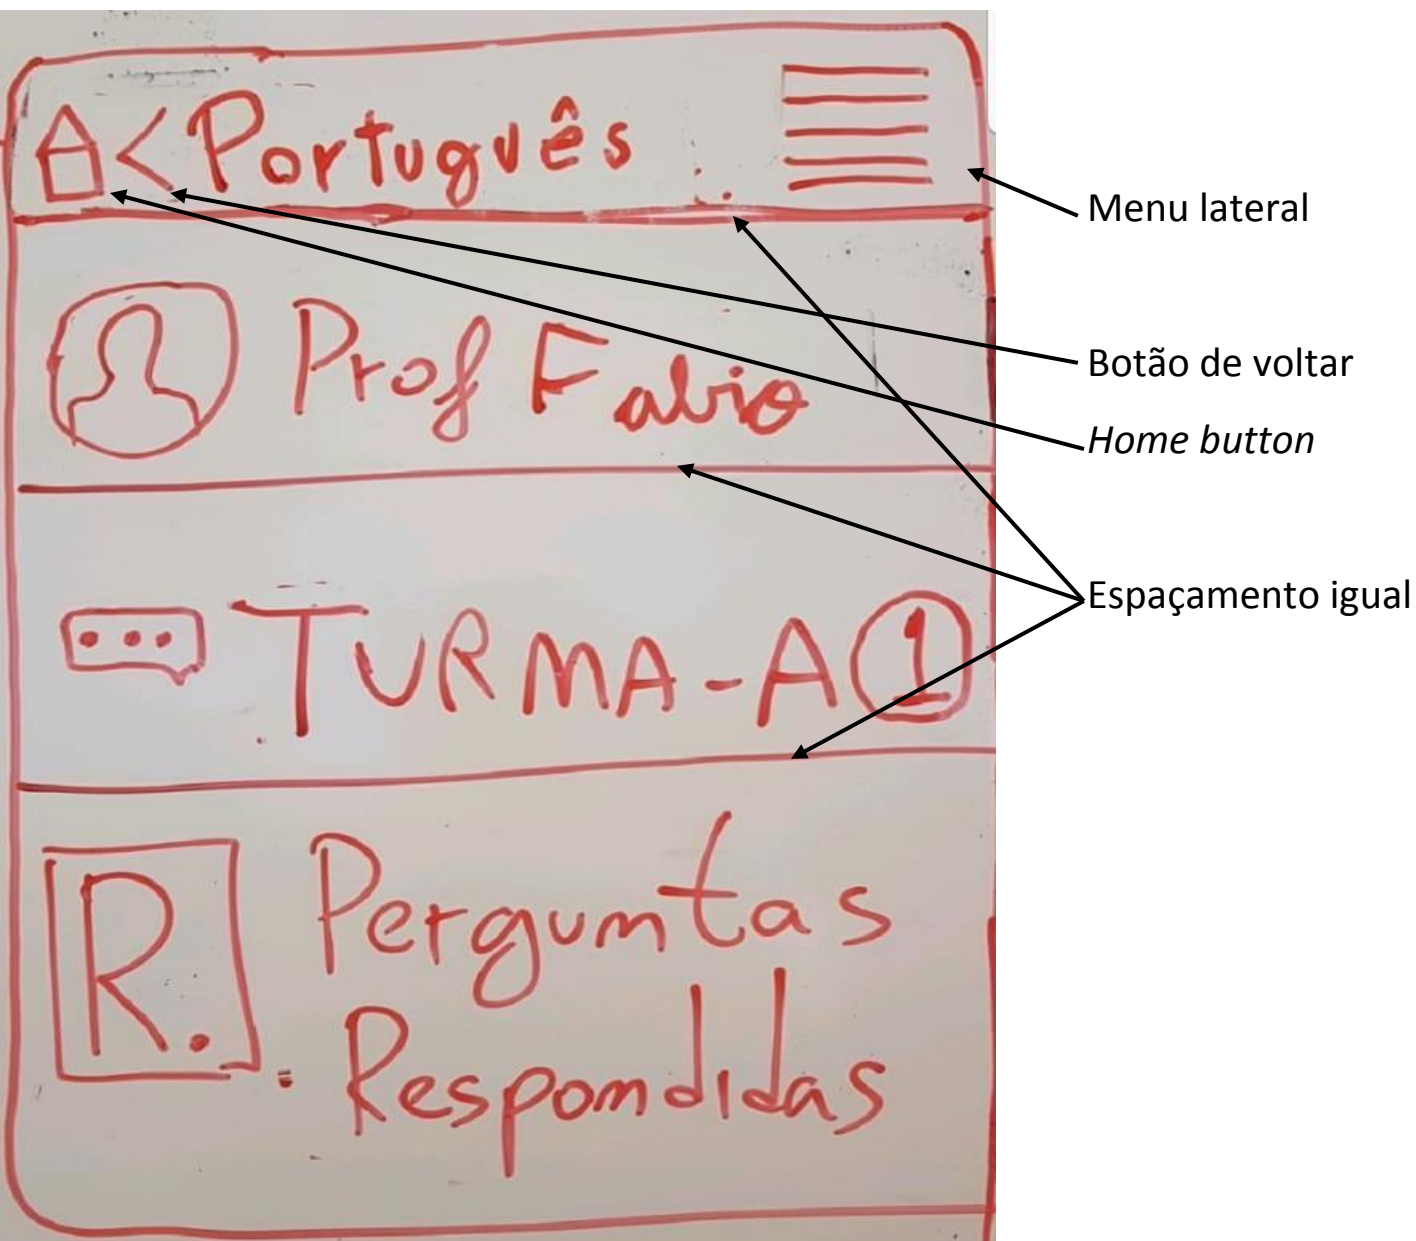 < Português
Menu lateral
Prof Fabio
Botão de voltar
Home button
Espaçamento igual
TURMA-A 1
R. Perguntas
Respondidas